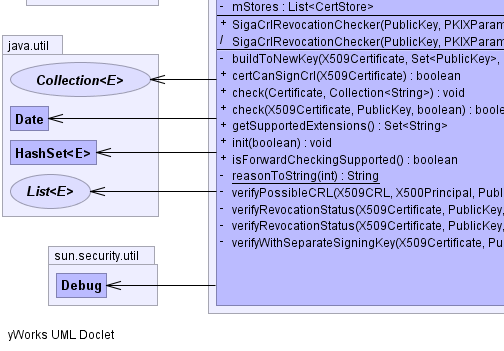 - mStores : List<CertStore>
+ SigaCrlRevocationChecker(PublicKey, PKIXParam
/ SigaCrlRevocationChecker(PublicKey, PKIXParam
- buildToNewKey(X509Certificate, Set<PublicKey>,
+ certCanSignCrl(X509Certificate) : boolean
+ check(Certificate, Collection<String>) : void
+ check(X509Certificate, PublicKey, boolean) : boole
+ getSupportedExtensions() : Set<String>
+ init(boolean) : void
+ isForwardCheckingSupported() : boolean
- reasonToString(int) : String
- verifyPossibleCRL(X509CRL, X500Principal, Publ
- verifyRevocationStatus(X509Certificate, PublicKey,
- verifyRevocationStatus(X509Certificate, PublicKey,
- verifyWithSeparateSigningKey(X509Certificate, Pu
java.util
Collection<E>
Date
HashSet<E>
List<E>
sun.security.util
Debug
yWorks UML Doclet